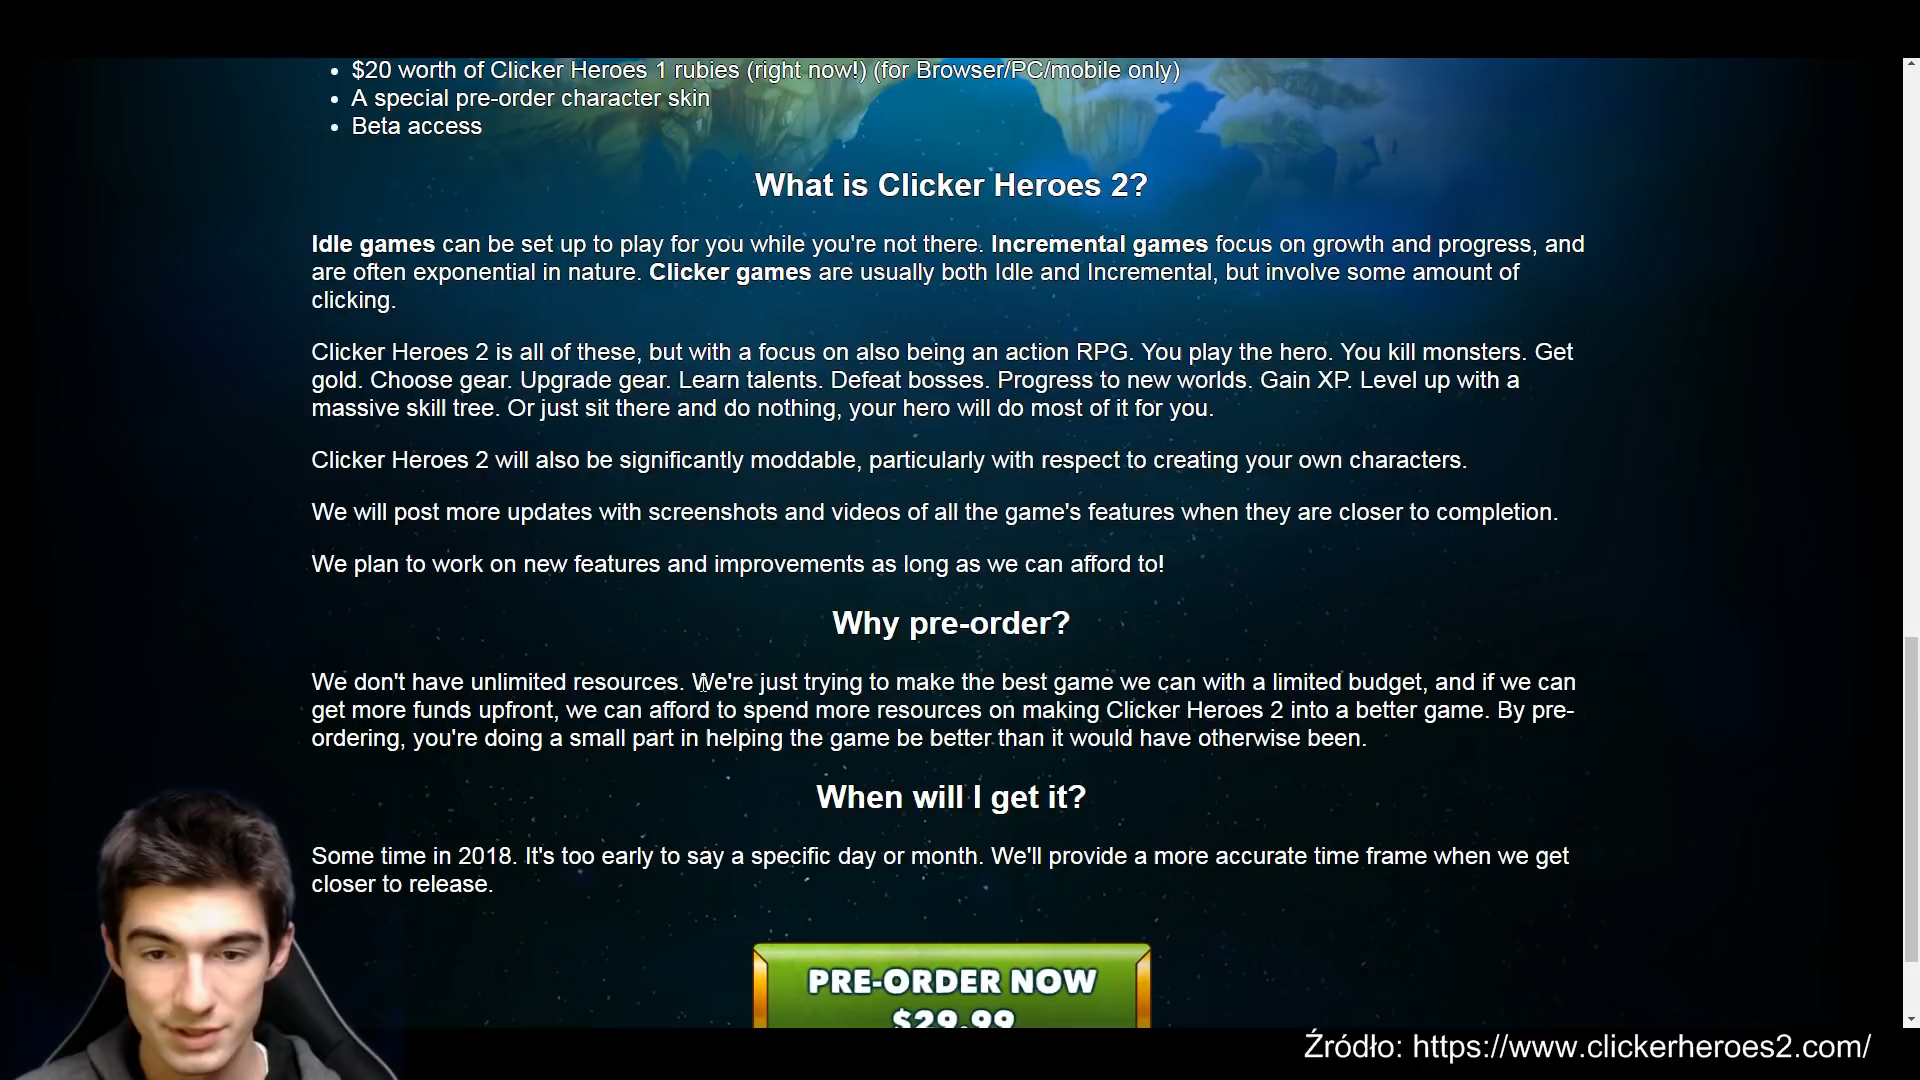 • $20 worth of Clicker Heroes 1 rubies (right now!) (for Browser/PC/mobile only)
• A special pre-order character skin
• Beta access
What is Clicker Heroes 2?
Idle games can be set up to play for you while you're not there. Incremental games focus on growth and progress, and
are often exponential in nature. Clicker games are usually both Idle and Incremental, but involve some amount of
clicking.
Clicker Heroes 2 is all of these, but with a focus on also being an action RPG. You play the hero. You kill monsters. Get
gold. Choose gear. Upgrade gear. Learn talents. Defeat bosses. Progress to new worlds. Gain XP. Level up with a
massive skill tree. Or just sit there and do nothing, your hero will do most of it for you.
Clicker Heroes 2 will also be significantly moddable, particularly with respect to creating your own characters.
We will post more updates with screenshots and videos of all the game's features when they are closer to completion.
We plan to work on new features and improvements as long as we can afford to!
Why pre-order?
We don't have unlimited resources. We're just trying to make the best game we can with a limited budget, and if we can
get more funds upfront, we can afford to spend more resources on making Clicker Heroes 2 into a better game. By pre-
ordering, you're doing a small part in helping the game be better than it would have otherwise been.
When will I get it?
Some time in 2018. It's too early to say a specific day or month. We'll provide a more accurate time frame when we get
closer to release.
PRE-ORDER NOW
$29.99
Źródło: https://www.clickerheroes2.com/